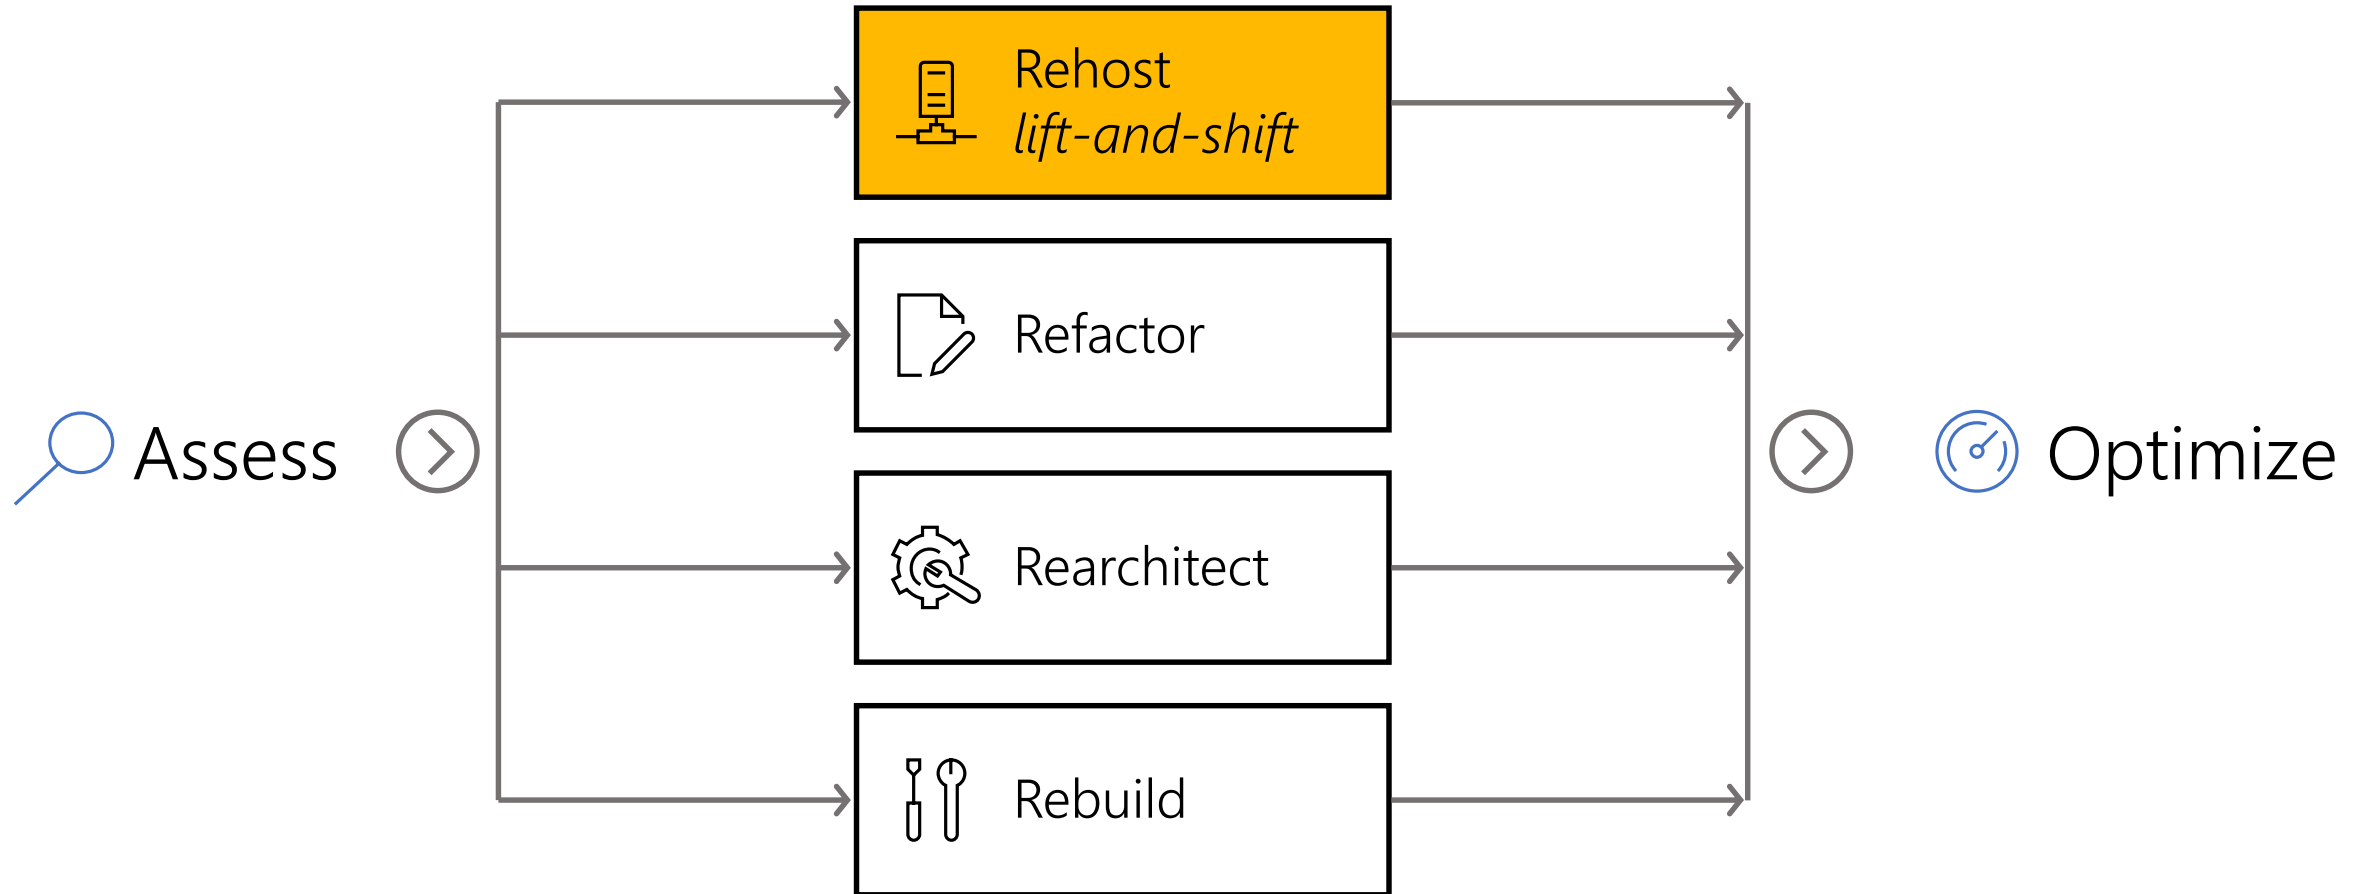 Assess
Rehost
lift-and-shift
Refactor
Rearchitect
Rebuild
Optimize